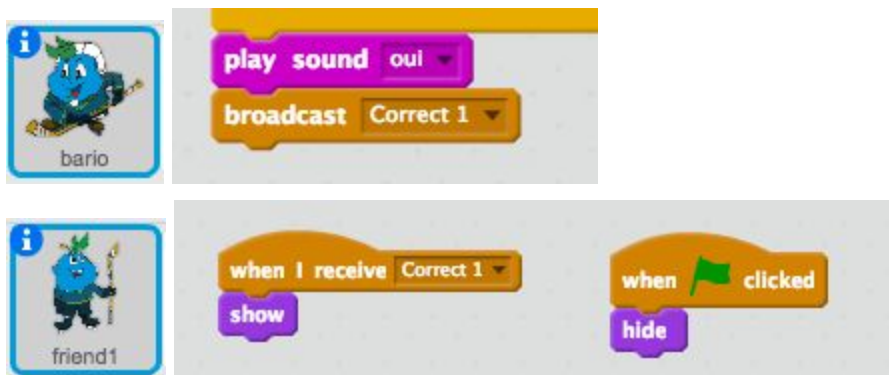 i
bario
play sound oui
broadcast Correct 1
i
friend1
when I receive Correct 1
show
when clicked
hide